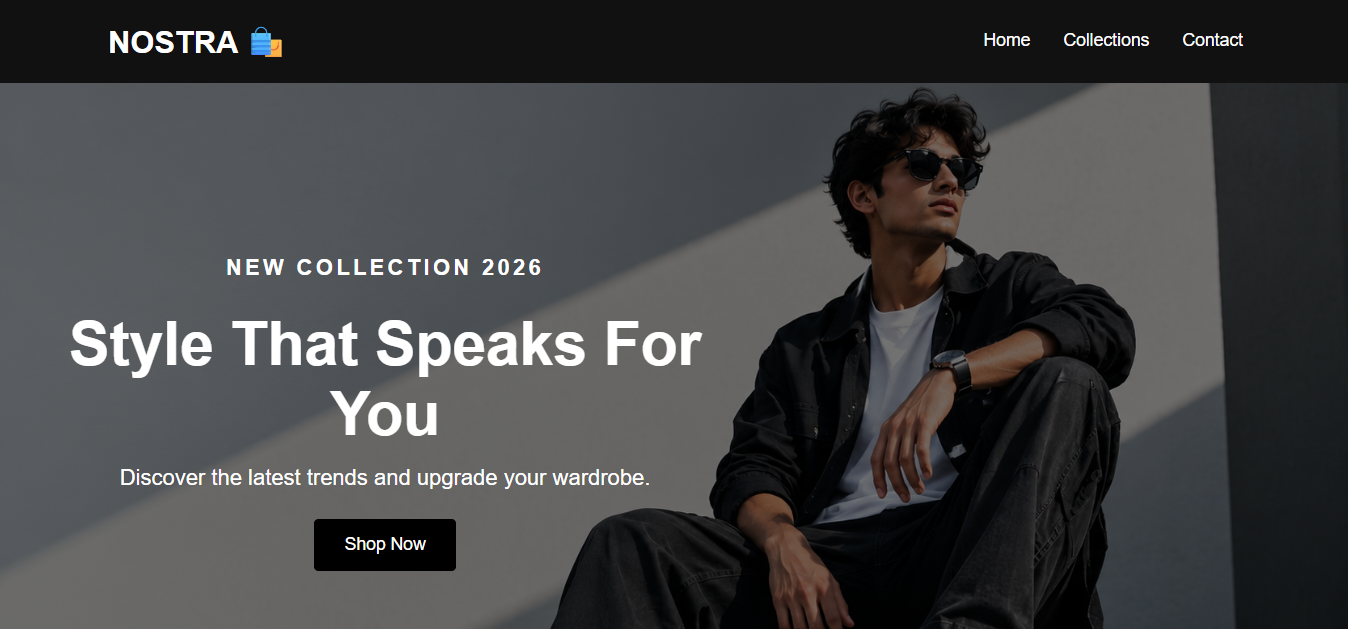 NOSTRA 🛍️
Home Collections Contact
NEW COLLECTION 2026
Style That Speaks For
You
Discover the latest trends and upgrade your wardrobe.
Shop Now